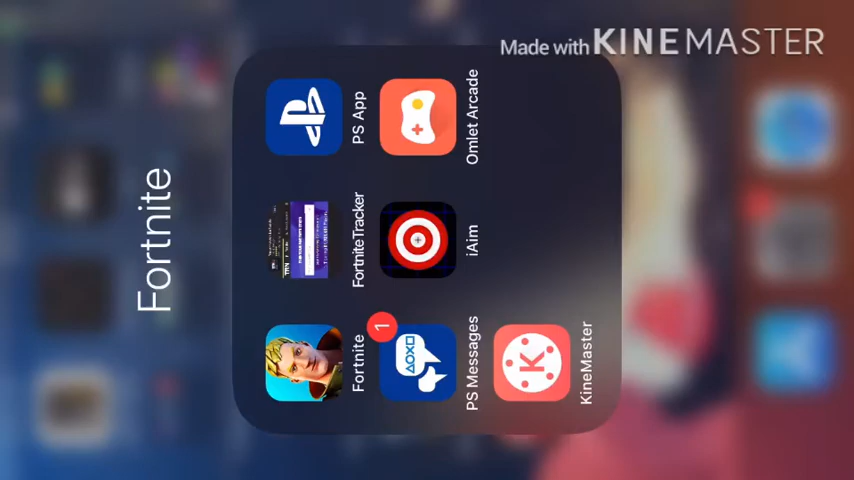 Made with KINEMASTER
Fortnite
Fortnite
FortniteTracker
PS App
1
PS Messages
iAim
Omlet Arcade
K
KineMaster